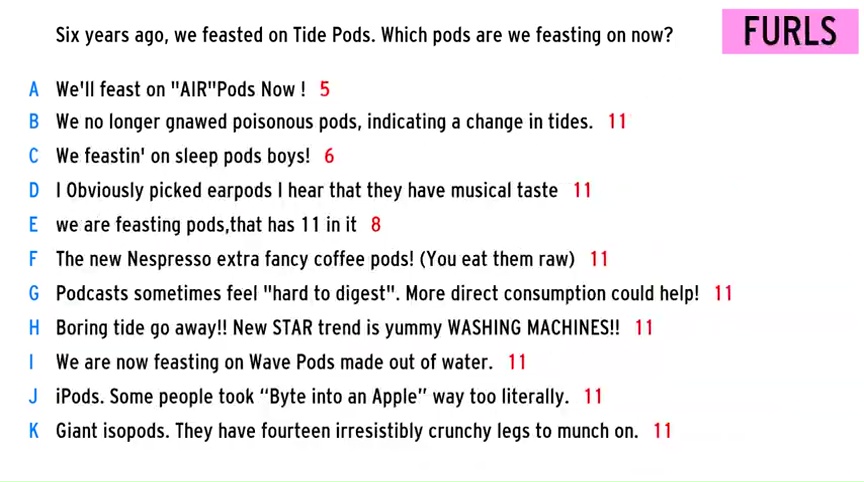 Six years ago, we feasted on Tide Pods. Which pods are we feasting on now?
FURLS
A We'll feast on "AIR"Pods Now ! 5
B We no longer gnawed poisonous pods, indicating a change in tides. 11
C We feastin' on sleep pods boys! 6
D I Obviously picked earpods I hear that they have musical taste 11
E we are feasting pods,that has 11 in it 8
F The new Nespresso extra fancy coffee pods! (You eat them raw) 11
G Podcasts sometimes feel "hard to digest". More direct consumption could help! 11
H Boring tide go away!! New STAR trend is yummy WASHING MACHINES!! 11
I We are now feasting on Wave Pods made out of water. 11
J iPods. Some people took “Byte into an Apple” way too literally. 11
K Giant isopods. They have fourteen irresistibly crunchy legs to munch on. 11